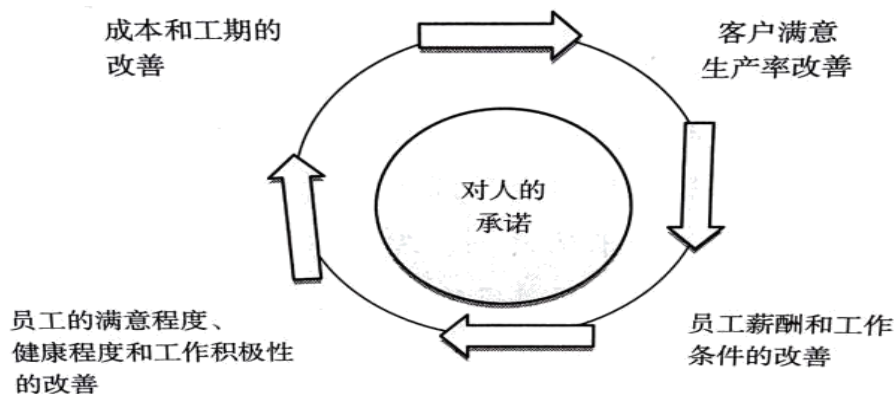 成本和工期的
改善
客户满意
生产率改善
对人的
承诺
员工的满意程度、
健康程度和工作积极性
的改善
员工薪酬和工作
条件的改善